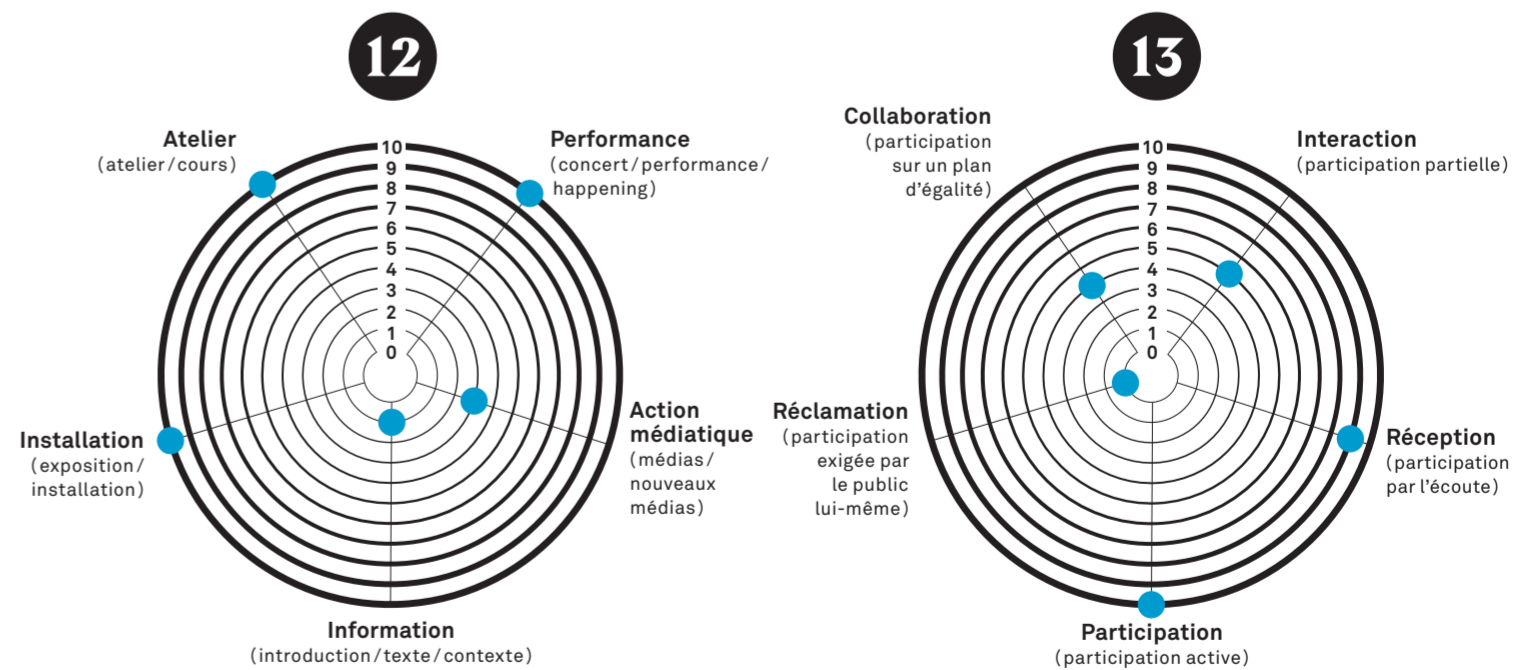 12
Atelier
(atelier/cours)
Performance
(concert/performance/
happening)
10
9
8
7
6
5
4
3
2
1
0
Installation
(exposition/
installation)
Action
médiatique
(médias/
nouveaux
médias)
Information
(introduction/texte/contexte)
13
Collaboration
(participation
sur un plan
d’égalité)
Interaction
(participation partielle)
10
9
8
7
6
5
4
3
2
1
0
Réclamation
(participation
exigée par
le public
lui-même)
Réception
(participation
par l’écoute)
Participation
(participation active)